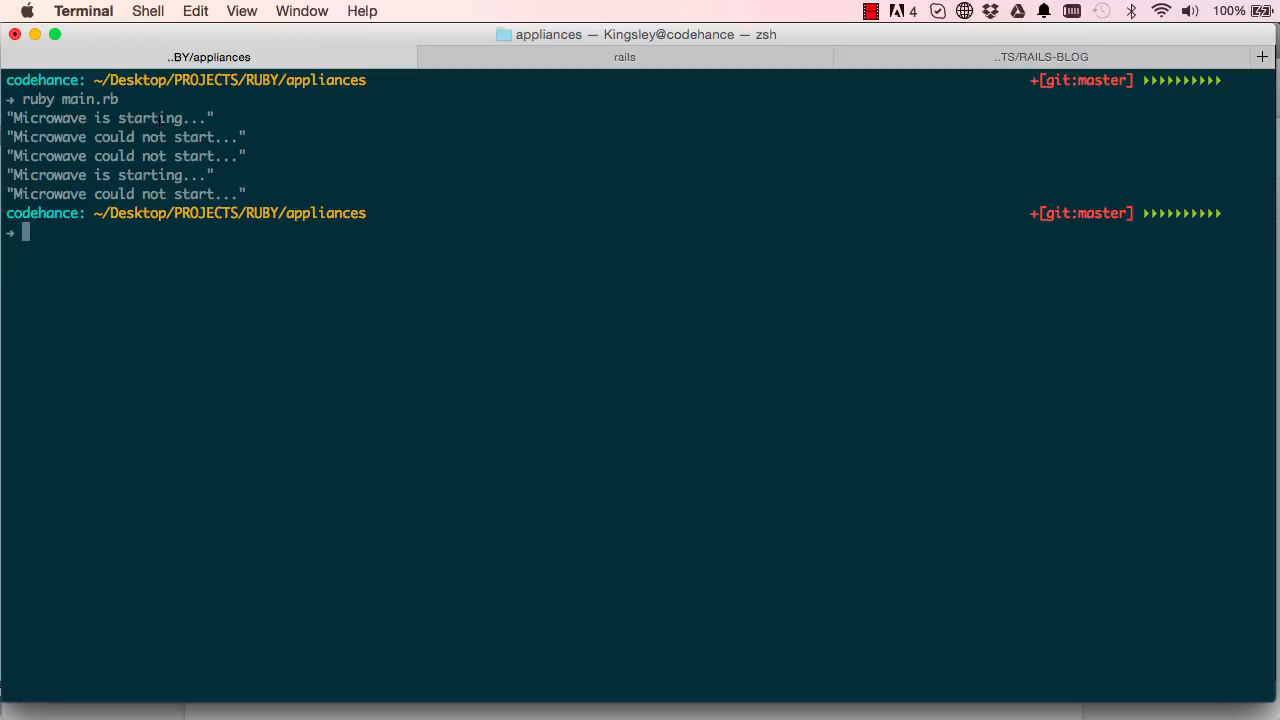 Terminal Shell Edit View Window Help 4 100%
appliances — Kingsley@codehance — zsh
..BY/appliances rails ..TS/RAILS-BLOG +
codehance: ~/Desktop/PROJECTS/RUBY/appliances +[git:master]
→ ruby main.rb
"Microwave is starting..."
"Microwave could not start..."
"Microwave could not start..."
"Microwave is starting..."
"Microwave could not start..."
codehance: ~/Desktop/PROJECTS/RUBY/appliances +[git:master]
→